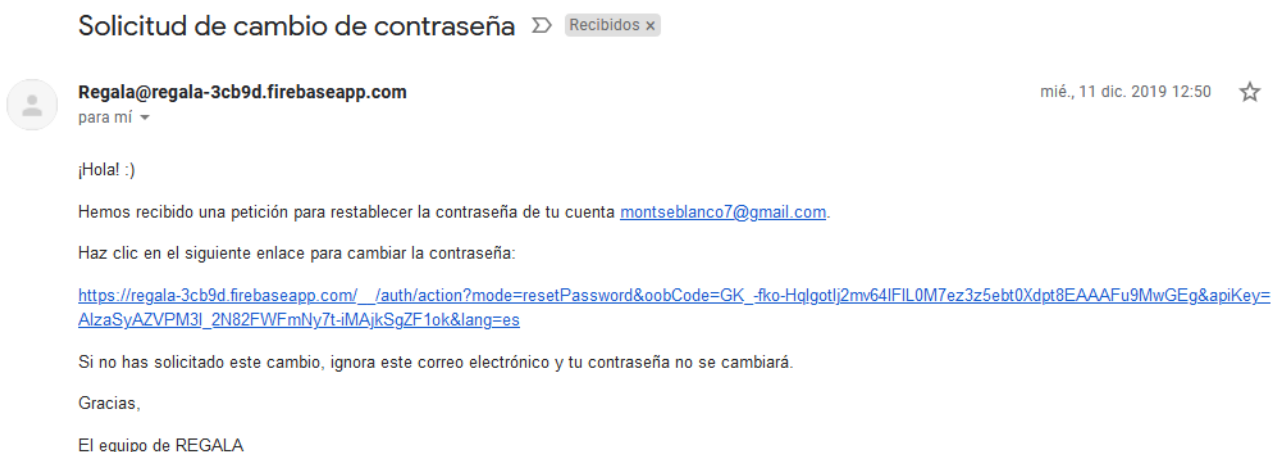 Solicitud de cambio de contraseña Recibidos x
Regala@regala-3cb9d.firebaseapp.com mié., 11 dic. 2019 12:50
para mí
¡Hola! :)
Hemos recibido una petición para restablecer la contraseña de tu cuenta montseblanco7@gmail.com.
Haz clic en el siguiente enlace para cambiar la contraseña:
https://regala-3cb9d.firebaseapp.com/__/auth/action?mode=resetPassword&oobCode=GK_-fko-HqlgotIj2mv64IFIL0M7ez3z5ebt0Xdpt8EAAAFu9MwGEg&apiKey=
AIzaSyAZVPM3I_2N82FWFmNy7t-iMAjkSgZF1ok&lang=es
Si no has solicitado este cambio, ignora este correo electrónico y tu contraseña no se cambiará.
Gracias,
El equipo de REGALA